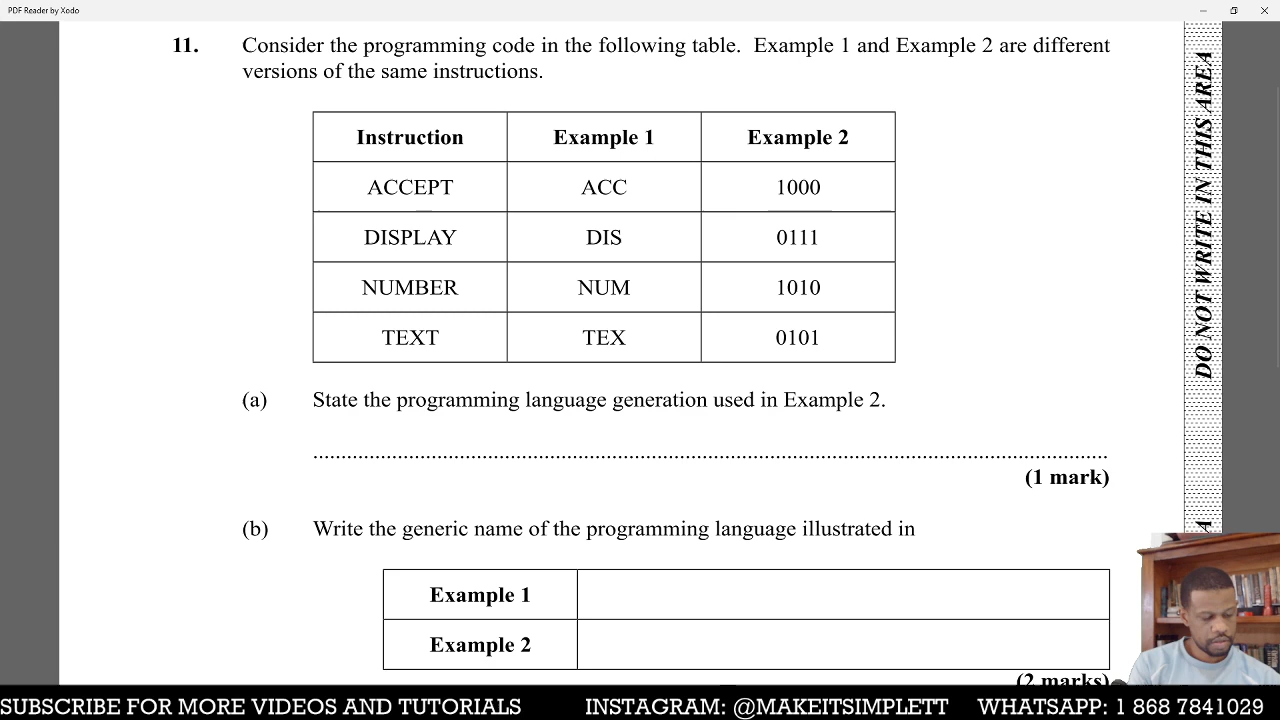 PDF Reader by Xodo
11. Consider the programming code in the following table. Example 1 and Example 2 are different
versions of the same instructions.
Instruction Example 1 Example 2
ACCEPT ACC 1000
DISPLAY DIS 0111
NUMBER NUM 1010
TEXT TEX 0101
(a) State the programming language generation used in Example 2.
(1 mark)
(b) Write the generic name of the programming language illustrated in
Example 1
Example 2
(2 marks)
DO NOT WRITE IN THIS AREA
A
SUBSCRIBE FOR MORE VIDEOS AND TUTORIALS INSTAGRAM: @MAKEITSIMPLETT WHATSAPP: 1 868 7841029